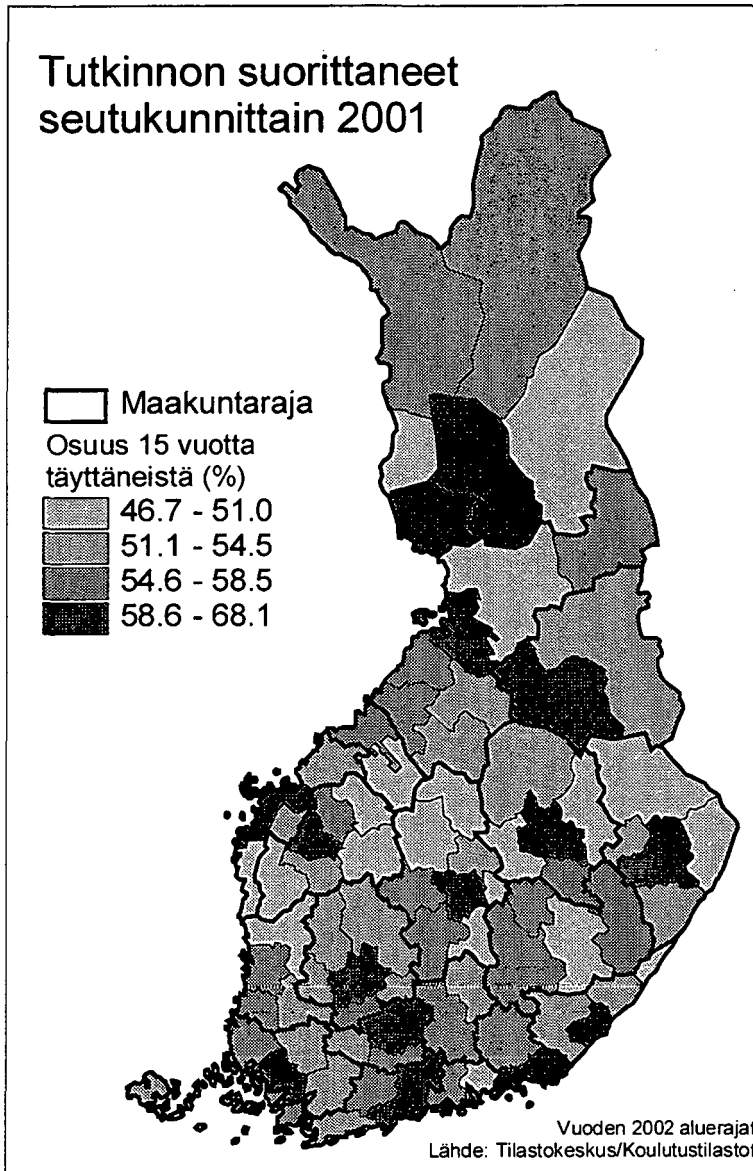 Tutkinnon suorittaneet
seutukunnittain 2001
Maakuntaraja
Osuus 15 vuotta
täyttäneistä (%)
46.7 - 51.0
51.1 - 54.5
54.6 - 58.5
58.6 - 68.1
Vuoden 2002 aluerajat
Lähde: Tilastokeskus/Koulutustilastot